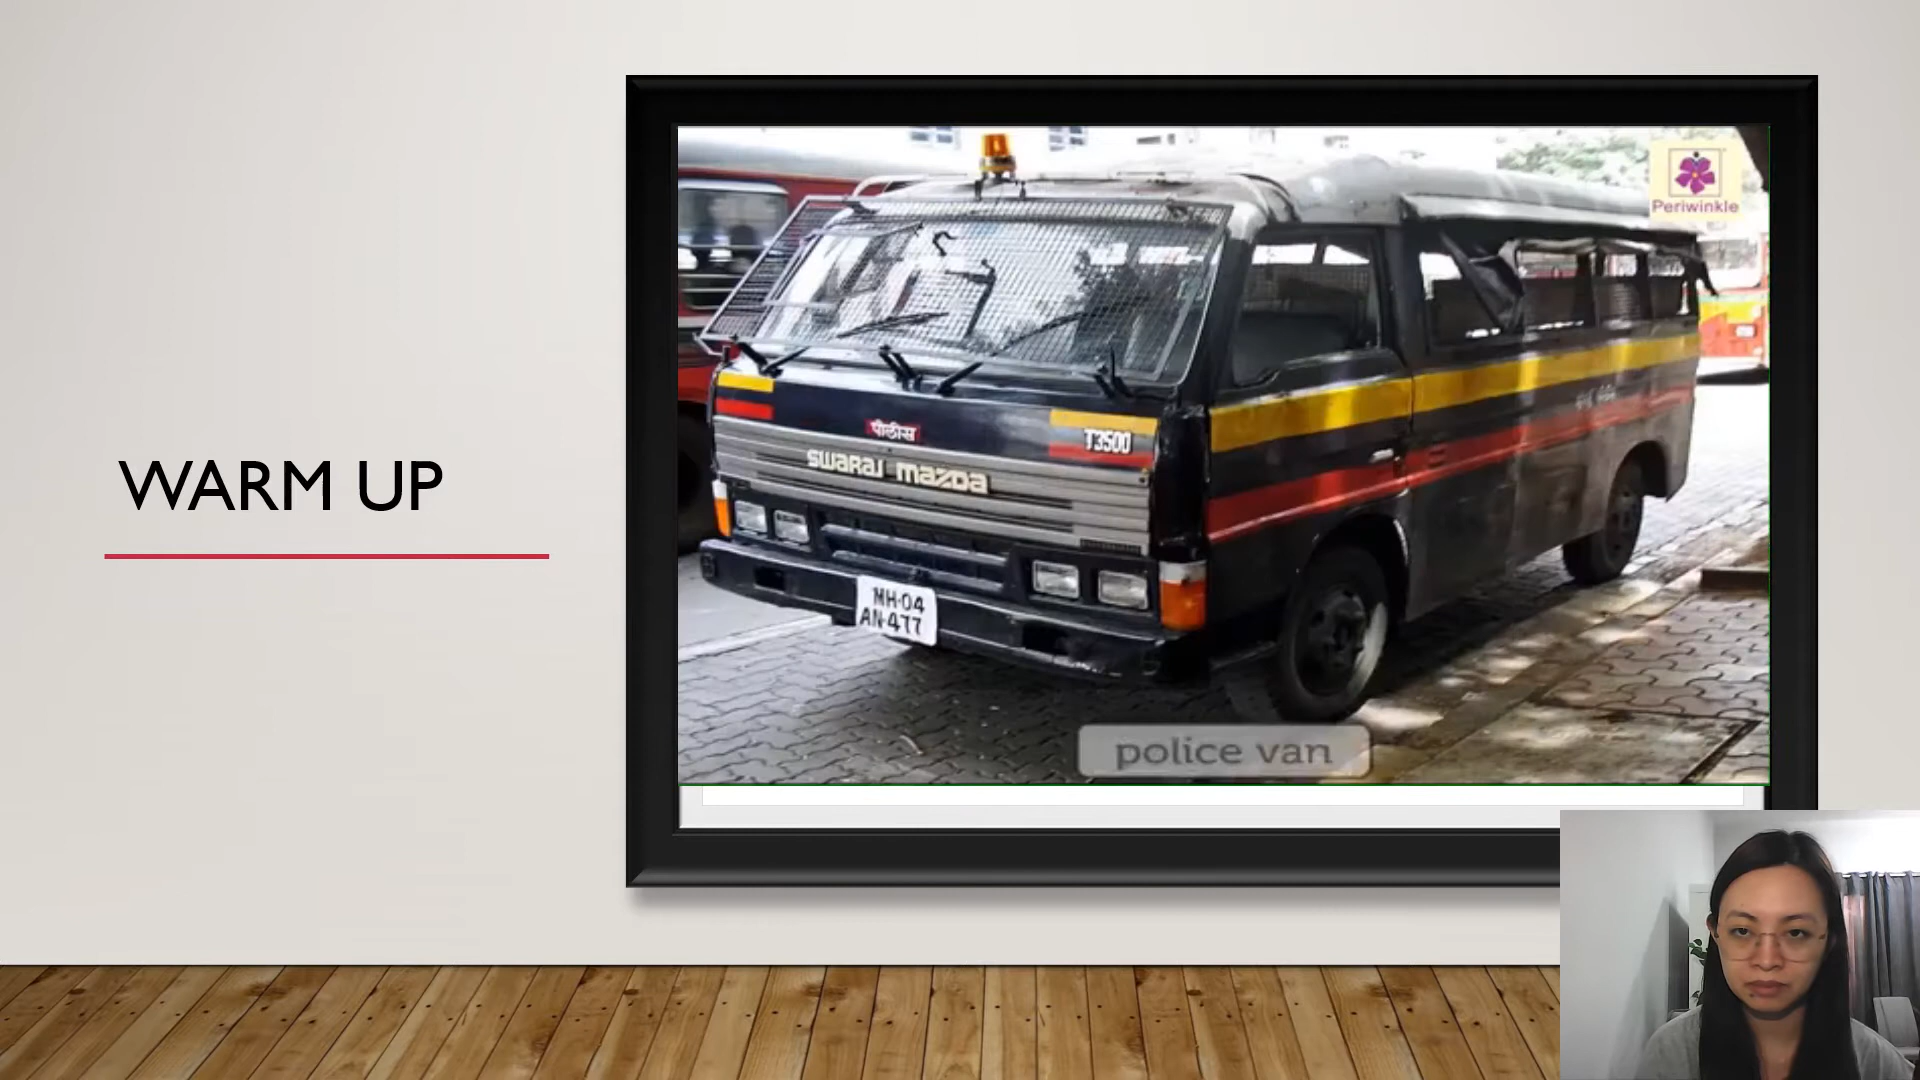 WARM UP
Periwinkle
पोलीस
T3500
SWARAJ MAZDA
MH·04
AN·477
police van